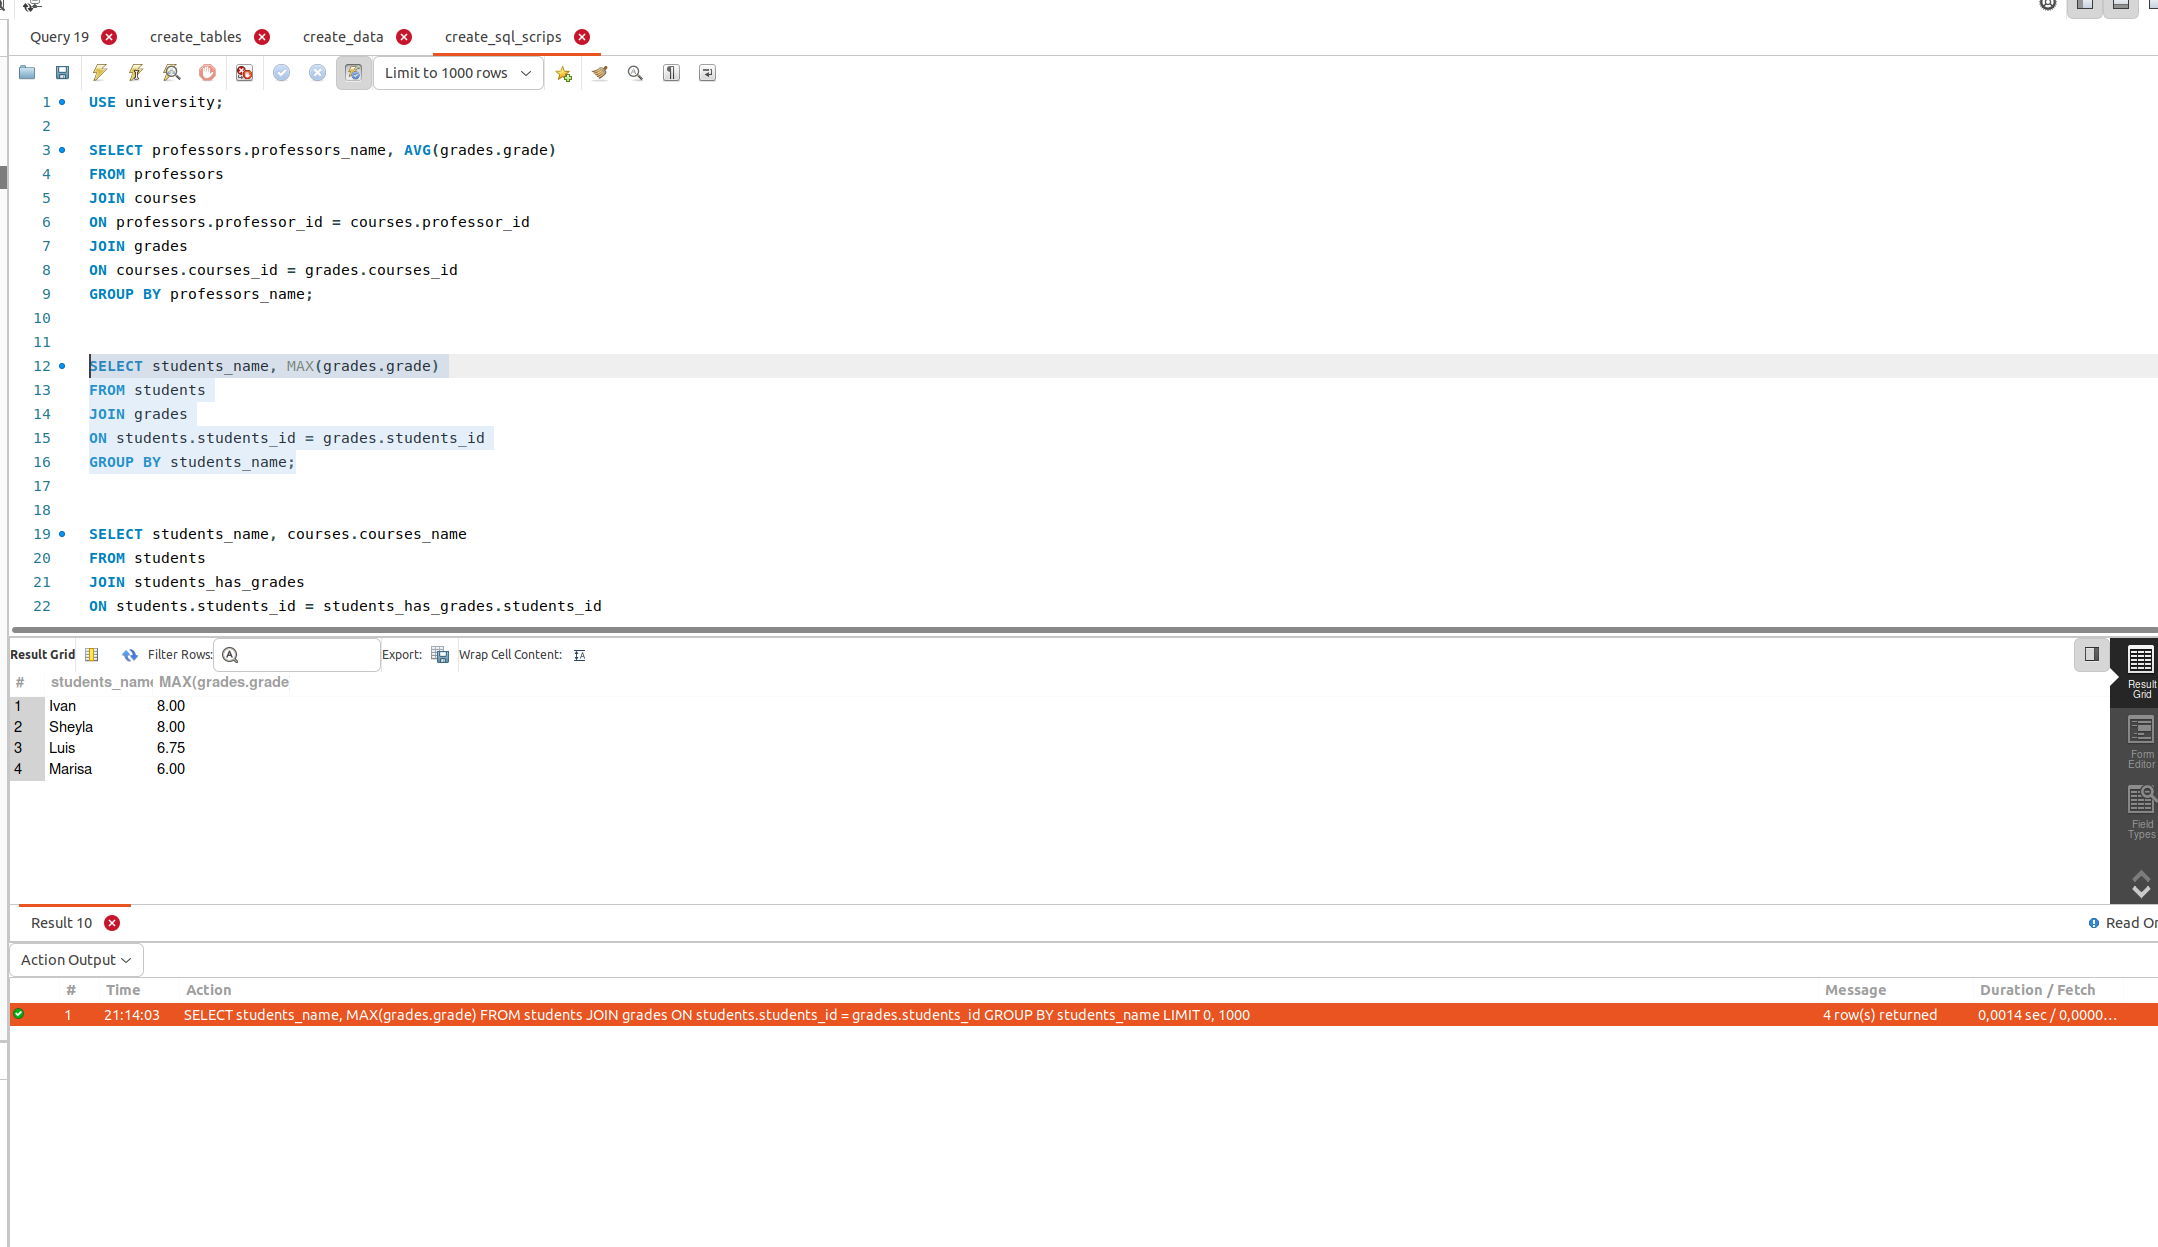 Query 19 create_tables create_data create_sql_scrips
Limit to 1000 rows
1 USE university;
2
3 SELECT professors.professors_name, AVG(grades.grade)
4 FROM professors
5 JOIN courses
6 ON professors.professor_id = courses.professor_id
7 JOIN grades
8 ON courses.courses_id = grades.courses_id
9 GROUP BY professors_name;
10
11
12 SELECT students_name, MAX(grades.grade)
13 FROM students
14 JOIN grades
15 ON students.students_id = grades.students_id
16 GROUP BY students_name;
17
18
19 SELECT students_name, courses.courses_name
20 FROM students
21 JOIN students_has_grades
22 ON students.students_id = students_has_grades.students_id
Result Grid Filter Rows: Export: Wrap Cell Content:
# students_name MAX(grades.grade
1 Ivan 8.00
2 Sheyla 8.00
3 Luis 6.75
4 Marisa 6.00
Result
Grid
Form
Editor
Field
Types
Result 10 Read On
Action Output
# Time Action Message Duration / Fetch
1 21:14:03 SELECT students_name, MAX(grades.grade) FROM students JOIN grades ON students.students_id = grades.students_id GROUP BY students_name LIMIT 0, 1000 4 row(s) returned 0,0014 sec / 0,0000...